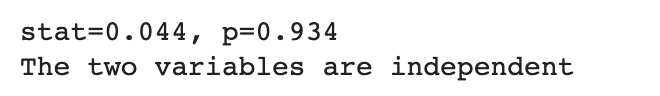 stat=0.044, p=0.934
The two variables are independent